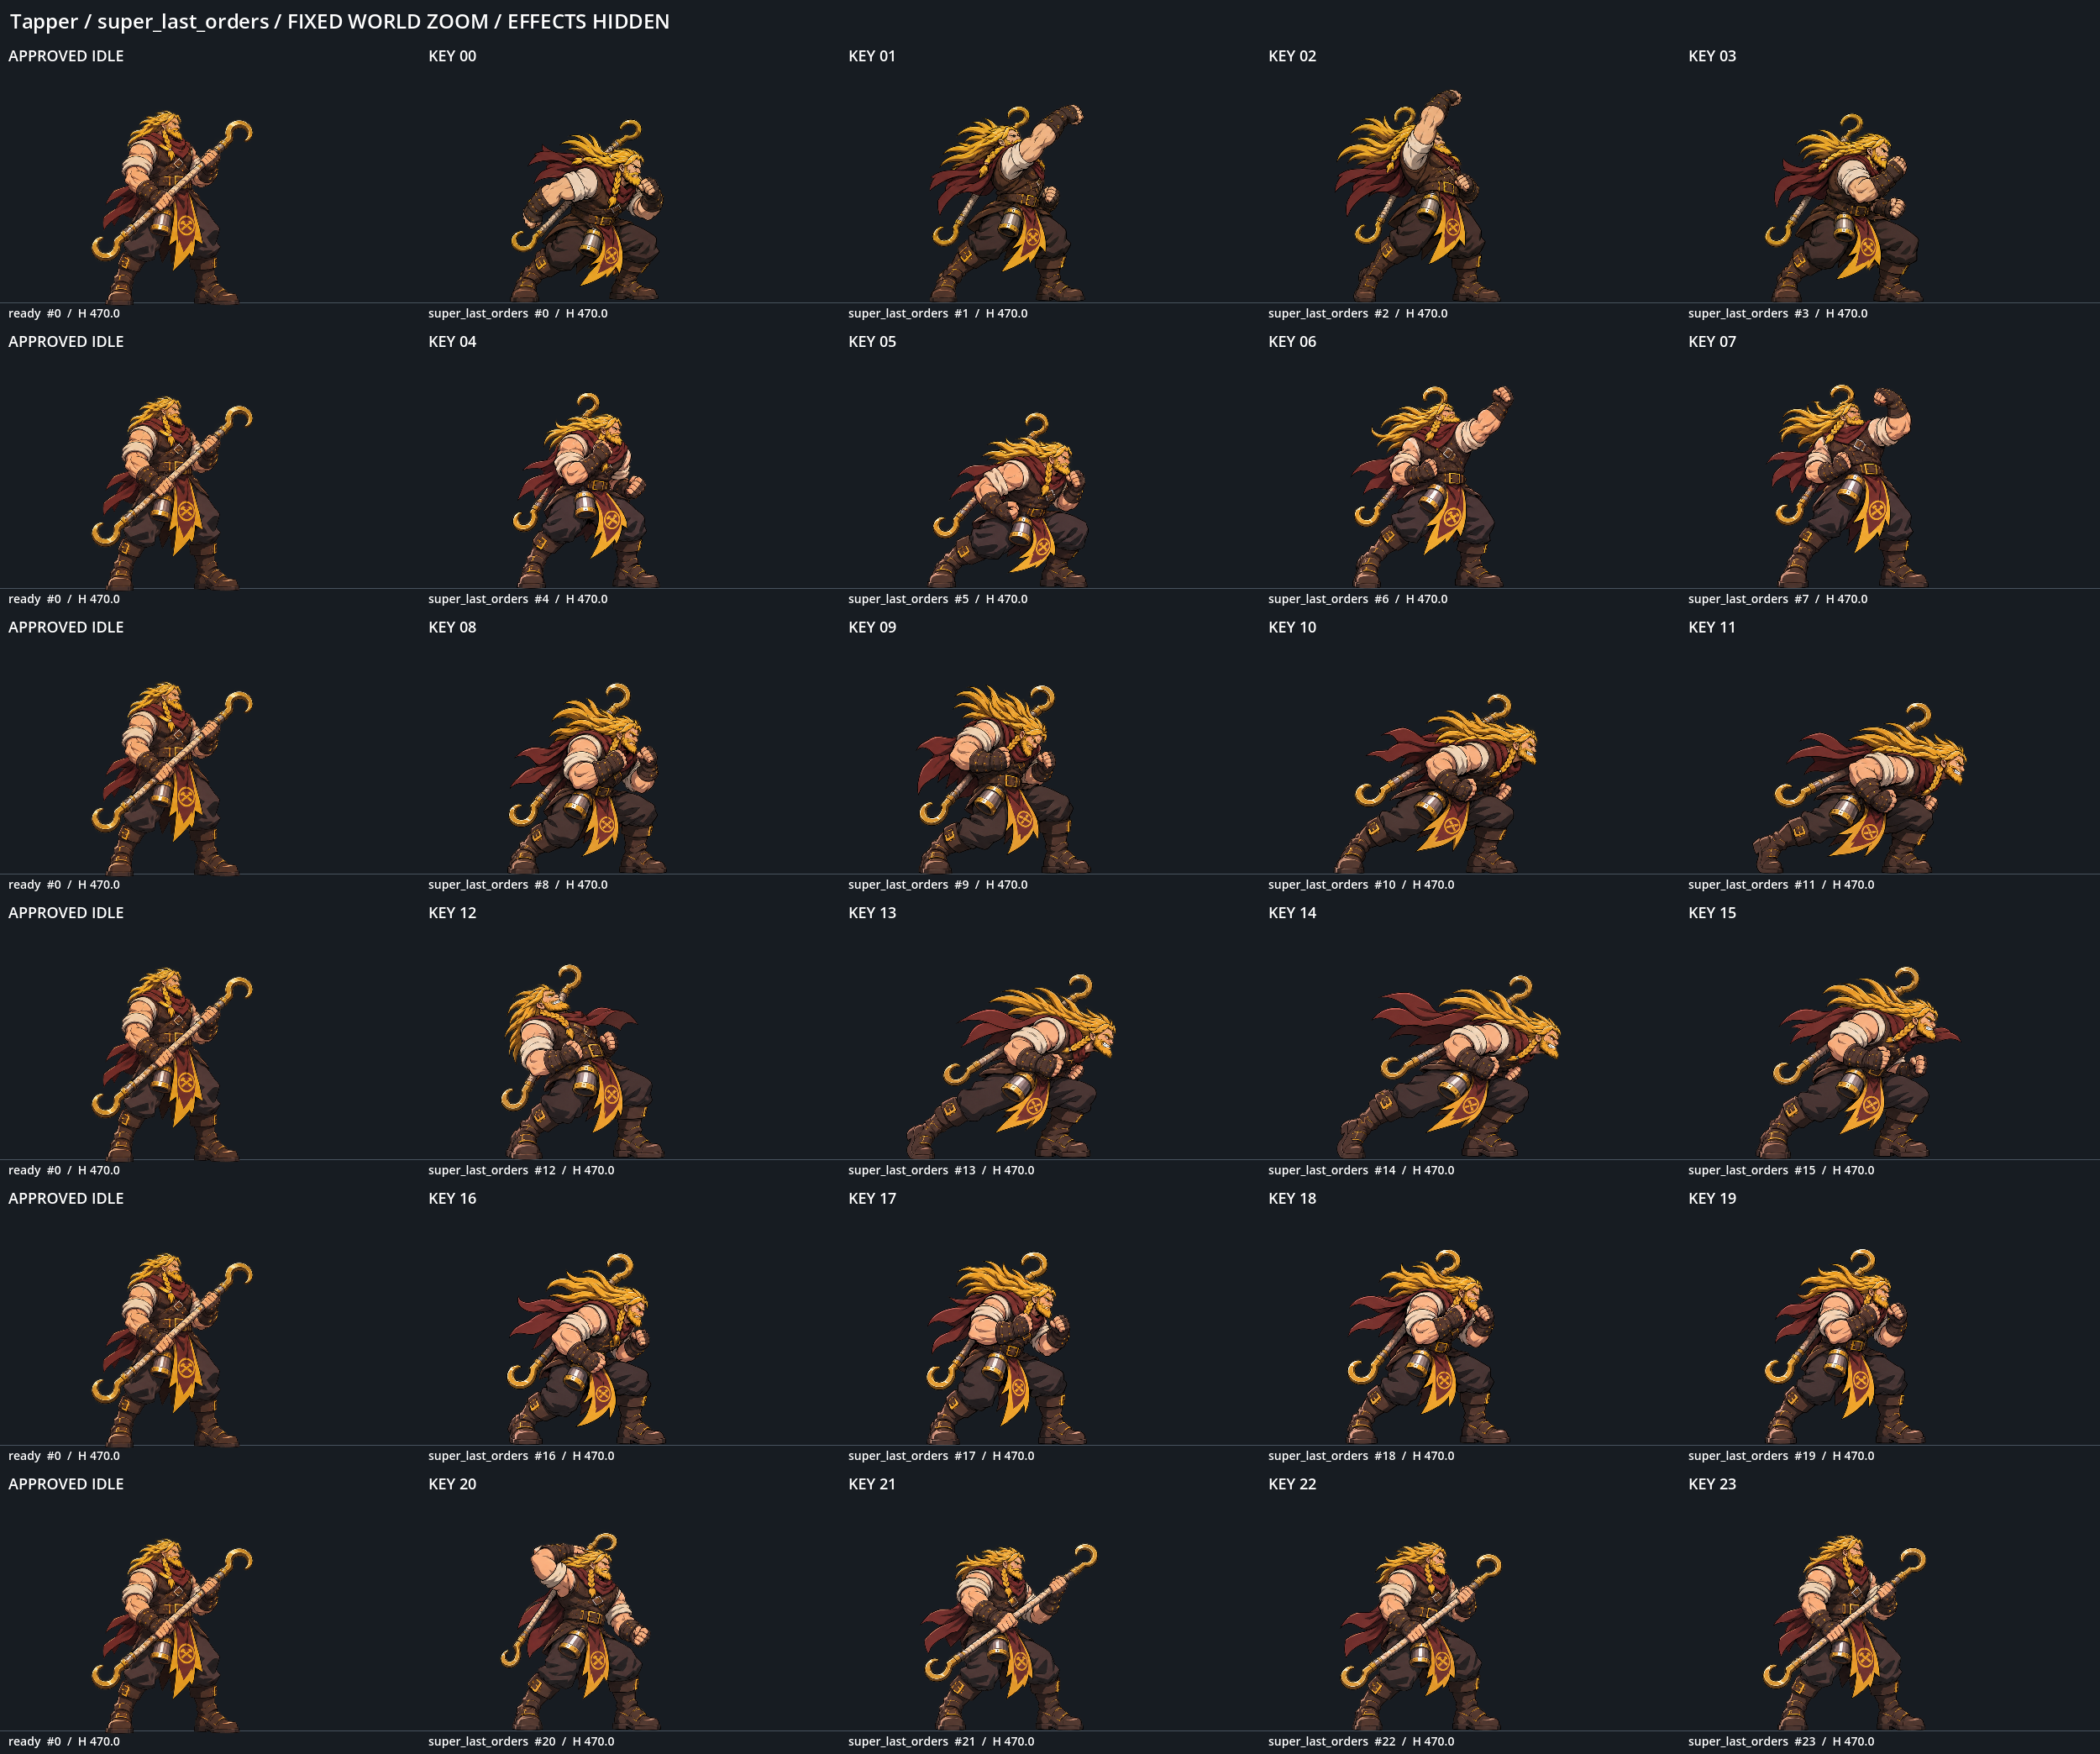 Tapper / super_last_orders / FIXED WORLD ZOOM / EFFECTS HIDDEN
APPROVED IDLE KEY 00 KEY 01 KEY 02 KEY 03
ready #0 / H 470.0 super_last_orders #0 / H 470.0 super_last_orders #1 / H 470.0 super_last_orders #2 / H 470.0 super_last_orders #3 / H 470.0
APPROVED IDLE KEY 04 KEY 05 KEY 06 KEY 07
ready #0 / H 470.0 super_last_orders #4 / H 470.0 super_last_orders #5 / H 470.0 super_last_orders #6 / H 470.0 super_last_orders #7 / H 470.0
APPROVED IDLE KEY 08 KEY 09 KEY 10 KEY 11
ready #0 / H 470.0 super_last_orders #8 / H 470.0 super_last_orders #9 / H 470.0 super_last_orders #10 / H 470.0 super_last_orders #11 / H 470.0
APPROVED IDLE KEY 12 KEY 13 KEY 14 KEY 15
ready #0 / H 470.0 super_last_orders #12 / H 470.0 super_last_orders #13 / H 470.0 super_last_orders #14 / H 470.0 super_last_orders #15 / H 470.0
APPROVED IDLE KEY 16 KEY 17 KEY 18 KEY 19
ready #0 / H 470.0 super_last_orders #16 / H 470.0 super_last_orders #17 / H 470.0 super_last_orders #18 / H 470.0 super_last_orders #19 / H 470.0
APPROVED IDLE KEY 20 KEY 21 KEY 22 KEY 23
ready #0 / H 470.0 super_last_orders #20 / H 470.0 super_last_orders #21 / H 470.0 super_last_orders #22 / H 470.0 super_last_orders #23 / H 470.0